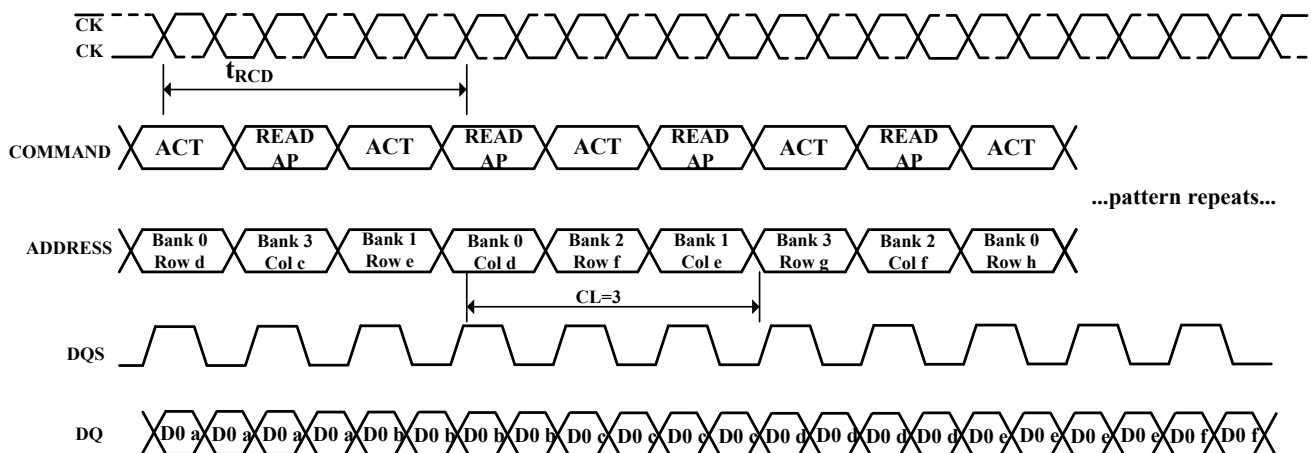 CK
CK
tRCD
COMMAND
ACT
READ
AP
ACT
READ
AP
ACT
READ
AP
ACT
READ
AP
ACT
...pattern repeats...
ADDRESS
Bank 0
Row d
Bank 3
Col c
Bank 1
Row e
Bank 0
Col d
Bank 2
Row f
Bank 1
Col e
Bank 3
Row g
Bank 2
Col f
Bank 0
Row h
CL=3
DQS
DQ
D0 a
D0 a
D0 a
D0 a
D0 b
D0 b
D0 b
D0 b
D0 c
D0 c
D0 c
D0 c
D0 d
D0 d
D0 d
D0 d
D0 e
D0 e
D0 e
D0 e
D0 f
D0 f